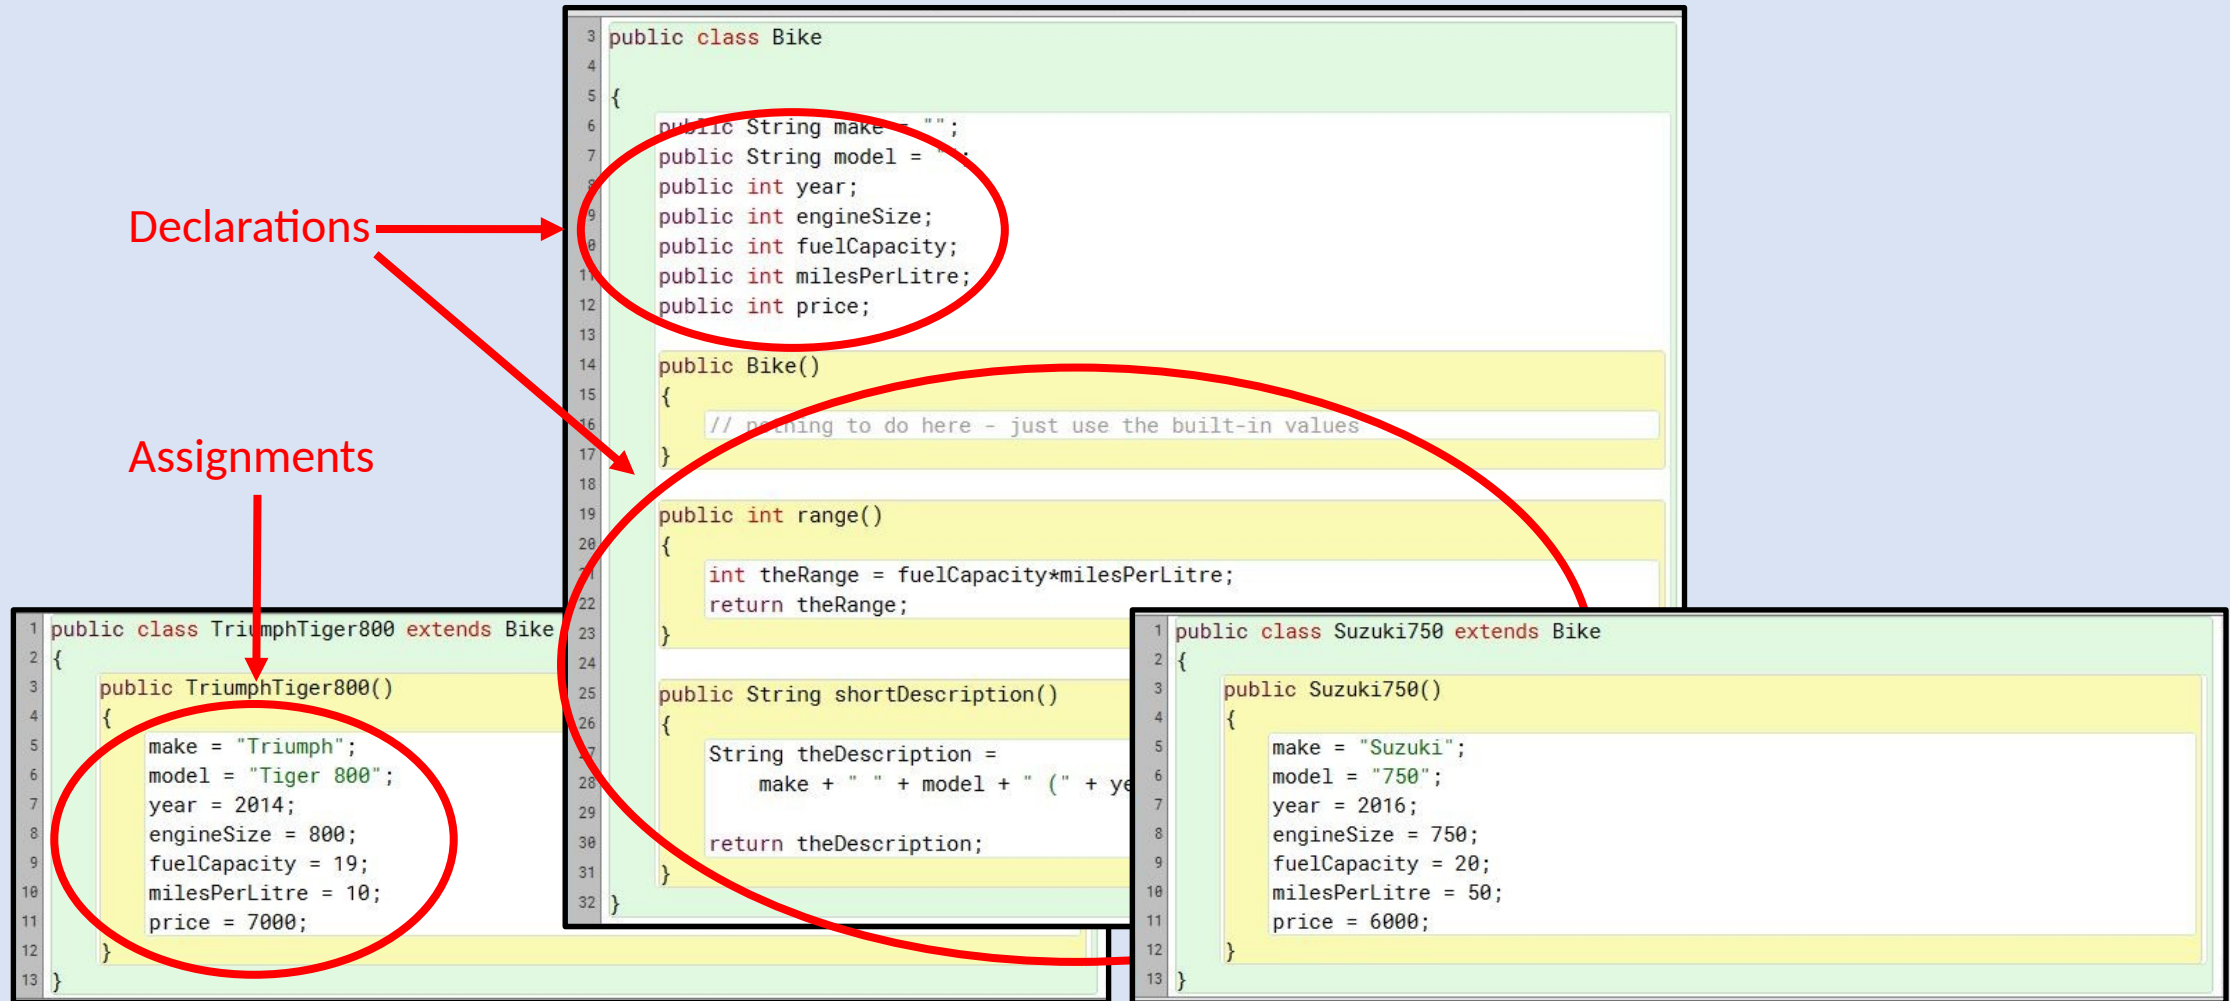 Declarations
Assignments
3 public class Bike
4
5 {
6 public String make = "";
7 public String model = "";
8 public int year;
9 public int engineSize;
10 public int fuelCapacity;
11 public int milesPerLitre;
12 public int price;
13
14 public Bike()
15 {
16 // nothing to do here - just use the built-in values
17 }
18
19 public int range()
20 {
21 int theRange = fuelCapacity*milesPerLitre;
22 return theRange;
23 }
24
25 public String shortDescription()
26 {
27 String theDescription =
28 make + " " + model + " (" + ye
29
30 return theDescription;
31 }
32 }
1 public class TriumphTiger800 extends Bike
2 {
3 public TriumphTiger800()
4 {
5 make = "Triumph";
6 model = "Tiger 800";
7 year = 2014;
8 engineSize = 800;
9 fuelCapacity = 19;
10 milesPerLitre = 10;
11 price = 7000;
12 }
13 }
1 public class Suzuki750 extends Bike
2 {
3 public Suzuki750()
4 {
5 make = "Suzuki";
6 model = "750";
7 year = 2016;
8 engineSize = 750;
9 fuelCapacity = 20;
10 milesPerLitre = 50;
11 price = 6000;
12 }
13 }